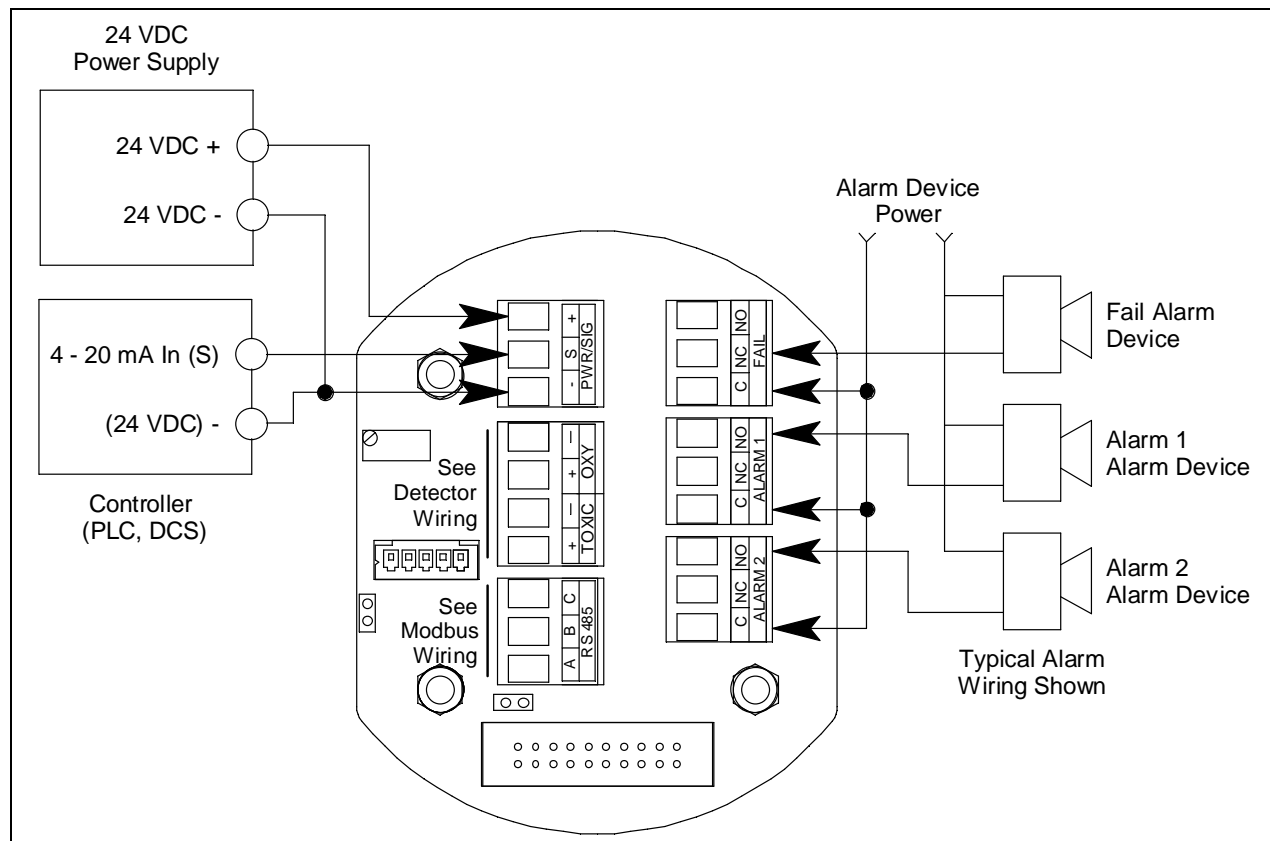 24 VDC
Power Supply
24 VDC +
24 VDC -
4 - 20 mA In (S)
(24 VDC) -
Controller
(PLC, DCS)
+
S
-
PWR/SIG
See
Detector
Wiring
–
+
OXY
–
+
TOXIC
See
Modbus
Wiring
C
B
A
RS 485
NO
NC
C
FAIL
NO
NC
C
ALARM 1
NO
NC
C
ALARM 2
Alarm Device
Power
Fail Alarm
Device
Alarm 1
Alarm Device
Alarm 2
Alarm Device
Typical Alarm
Wiring Shown